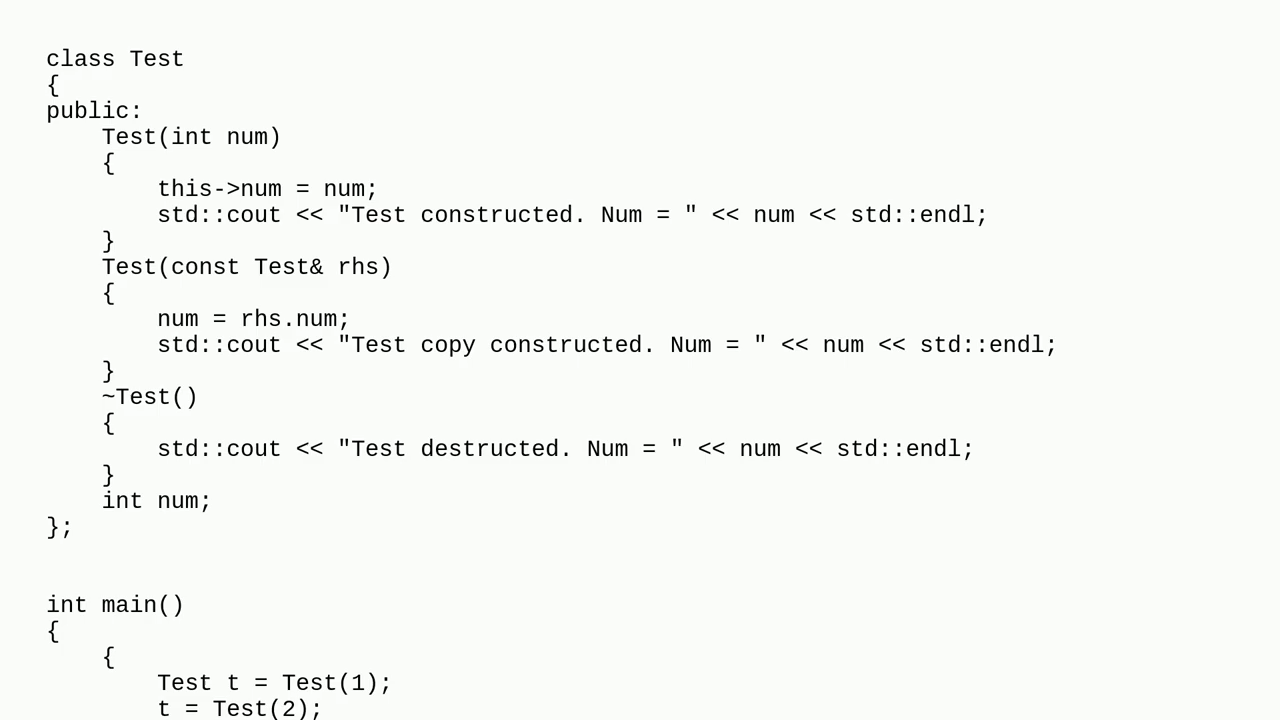 class Test
{
public:
    Test(int num)
    {
        this->num = num;
        std::cout << "Test constructed. Num = " << num << std::endl;
    }
    Test(const Test& rhs)
    {
        num = rhs.num;
        std::cout << "Test copy constructed. Num = " << num << std::endl;
    }
    ~Test()
    {
        std::cout << "Test destructed. Num = " << num << std::endl;
    }
    int num;
};
int main()
{
    {
        Test t = Test(1);
        t = Test(2);